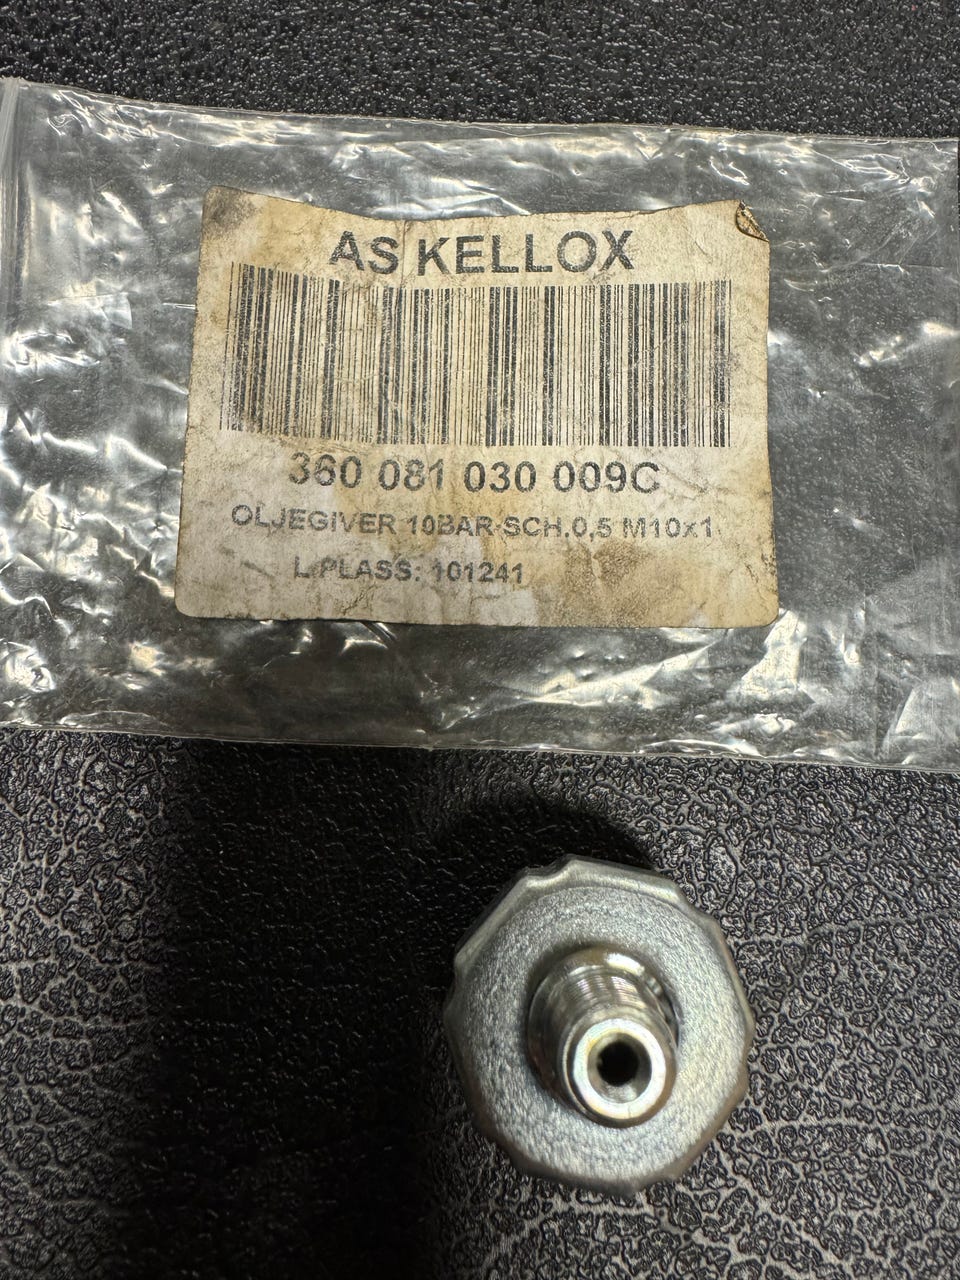 AS KELLOX
360 081 030 009C
OLJEGIVER 10BAR-SCH.0,5 M10x1
L.PLASS: 101241